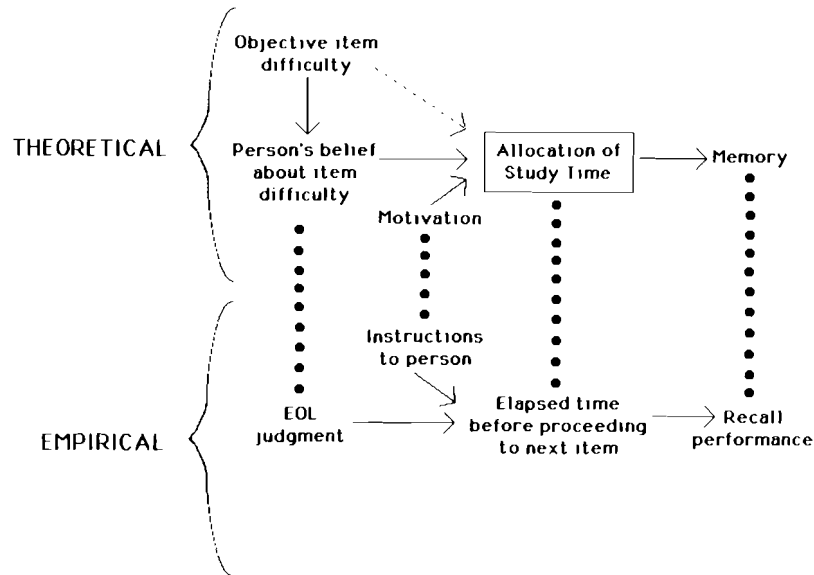 Objective item
difficulty
THEORETICAL
Person's belief
about item
difficulty
Allocation of
Study Time
Memory
Motivation
Instructions
to person
EOL
judgment
Elapsed time
before proceeding
to next item
Recall
performance
EMPIRICAL